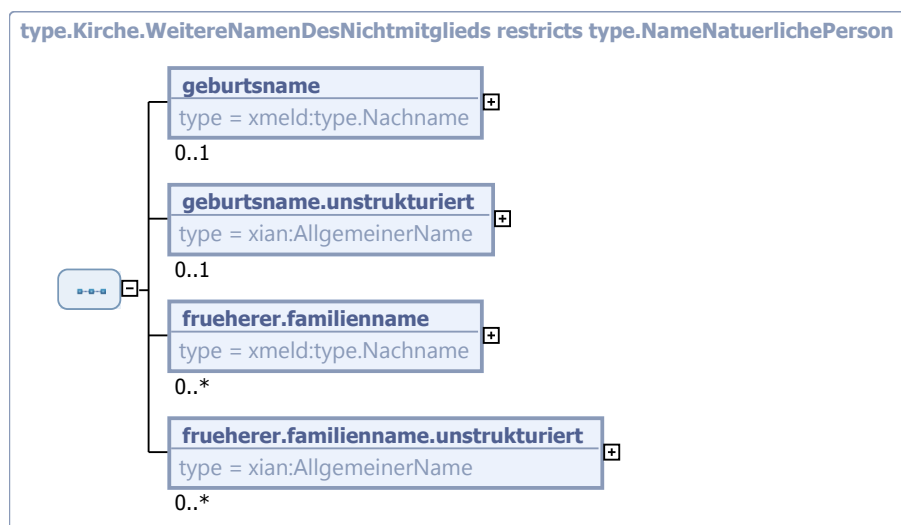 type.Kirche.WeitereNamenDesNichtmitglieds restricts type.NameNatuerlichePerson
geburtsname
type = xmeld:type.Nachname
0..1
geburtsname.unstrukturiert
type = xian:AllgemeinerName
0..1
frueherer.familienname
type = xmeld:type.Nachname
0..*
frueherer.familienname.unstrukturiert
type = xian:AllgemeinerName
0..*